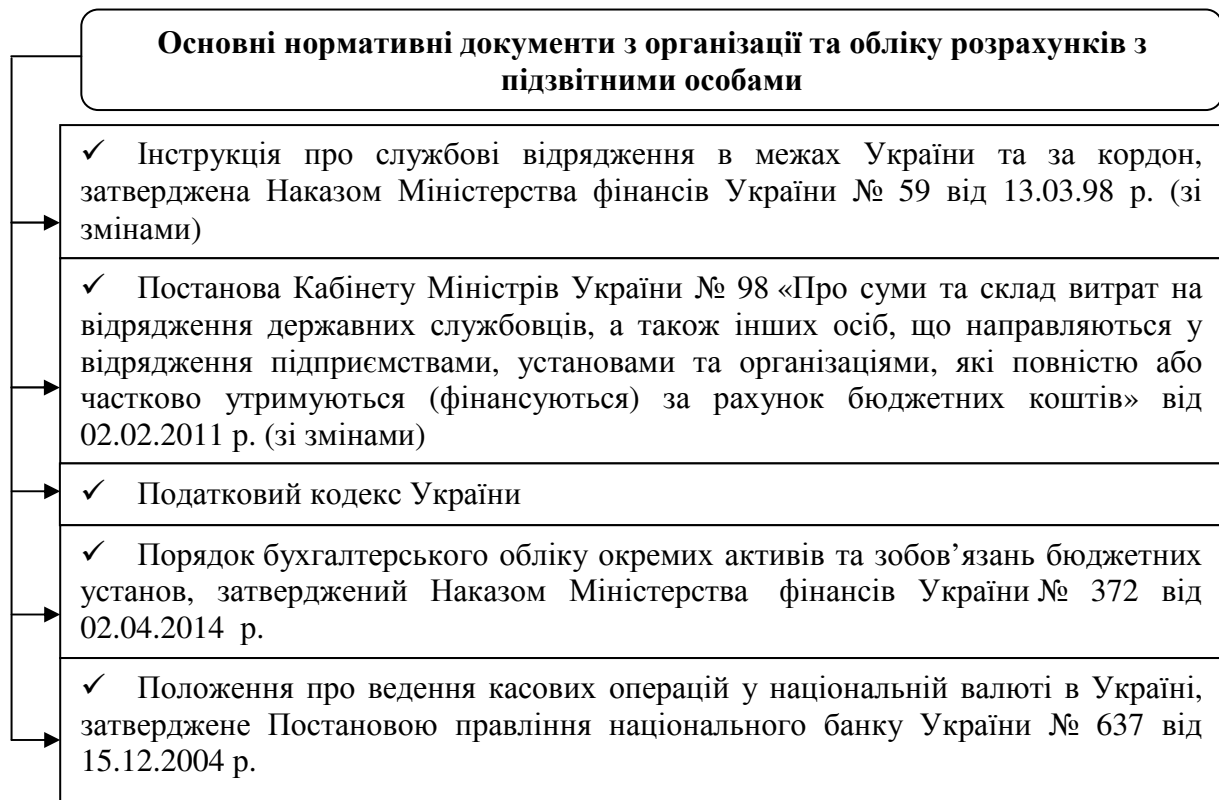 Основні нормативні документи з організації та обліку розрахунків з
підзвітними особами
✓ Інструкція про службові відрядження в межах України та за кордон,
затверджена Наказом Міністерства фінансів України № 59 від 13.03.98 р. (зі
змінами)
✓ Постанова Кабінету Міністрів України № 98 «Про суми та склад витрат на
відрядження державних службовців, а також інших осіб, що направляються у
відрядження підприємствами, установами та організаціями, які повністю або
частково утримуються (фінансуються) за рахунок бюджетних коштів» від
02.02.2011 р. (зі змінами)
✓ Податковий кодекс України
✓ Порядок бухгалтерського обліку окремих активів та зобов’язань бюджетних
установ, затверджений Наказом Міністерства фінансів України № 372 від
02.04.2014 р.
✓ Положення про ведення касових операцій у національній валюті в Україні,
затверджене Постановою правління національного банку України № 637 від
15.12.2004 р.